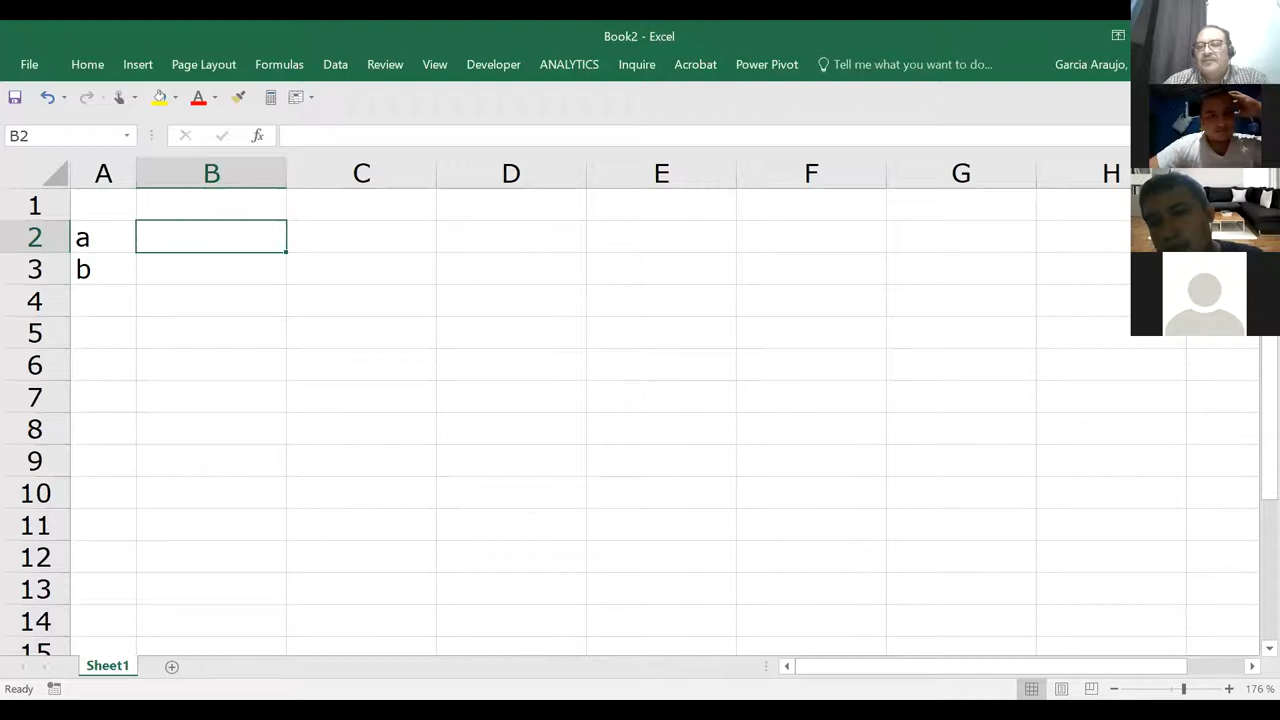 Book2 - Excel
File Home Insert Page Layout Formulas Data Review View Developer ANALYTICS Inquire Acrobat Power Pivot Tell me what you want to do... Garcia Araujo,
B2 fx
A B C D E F G H
1
2 a
3 b
4
5
6
7
8
9
10
11
12
13
14
15
Sheet1
Ready 176 %